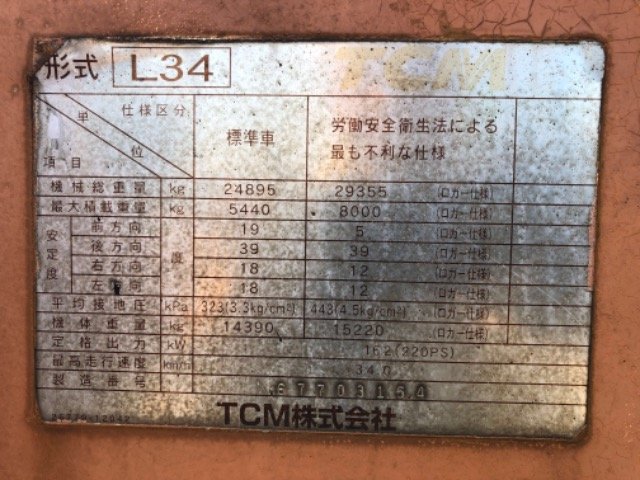 形式 L34 TCM
仕様区分
単位
項目
標準車
労働安全衛生法による
最も不利な仕様
機械総重量 kg 24895 29355 (ロガー仕様)
最大積載重量 kg 5440 8000 (ロガー仕様)
安定度 前方向 度 19 5 (ロガー仕様)
後方向 39 39 (ロガー仕様)
右方向 18 12 (ロガー仕様)
左方向 18 12 (ロガー仕様)
平均接地圧 kPa 323(3.3kg/cm²) 443(4.5kg/cm²) (ロガー仕様)
機体重量 kg 14390 15220 (ロガー仕様)
定格出力 kW 162(220PS)
最高走行速度 km/h 34.0
製造番号 67703154
TCM株式会社